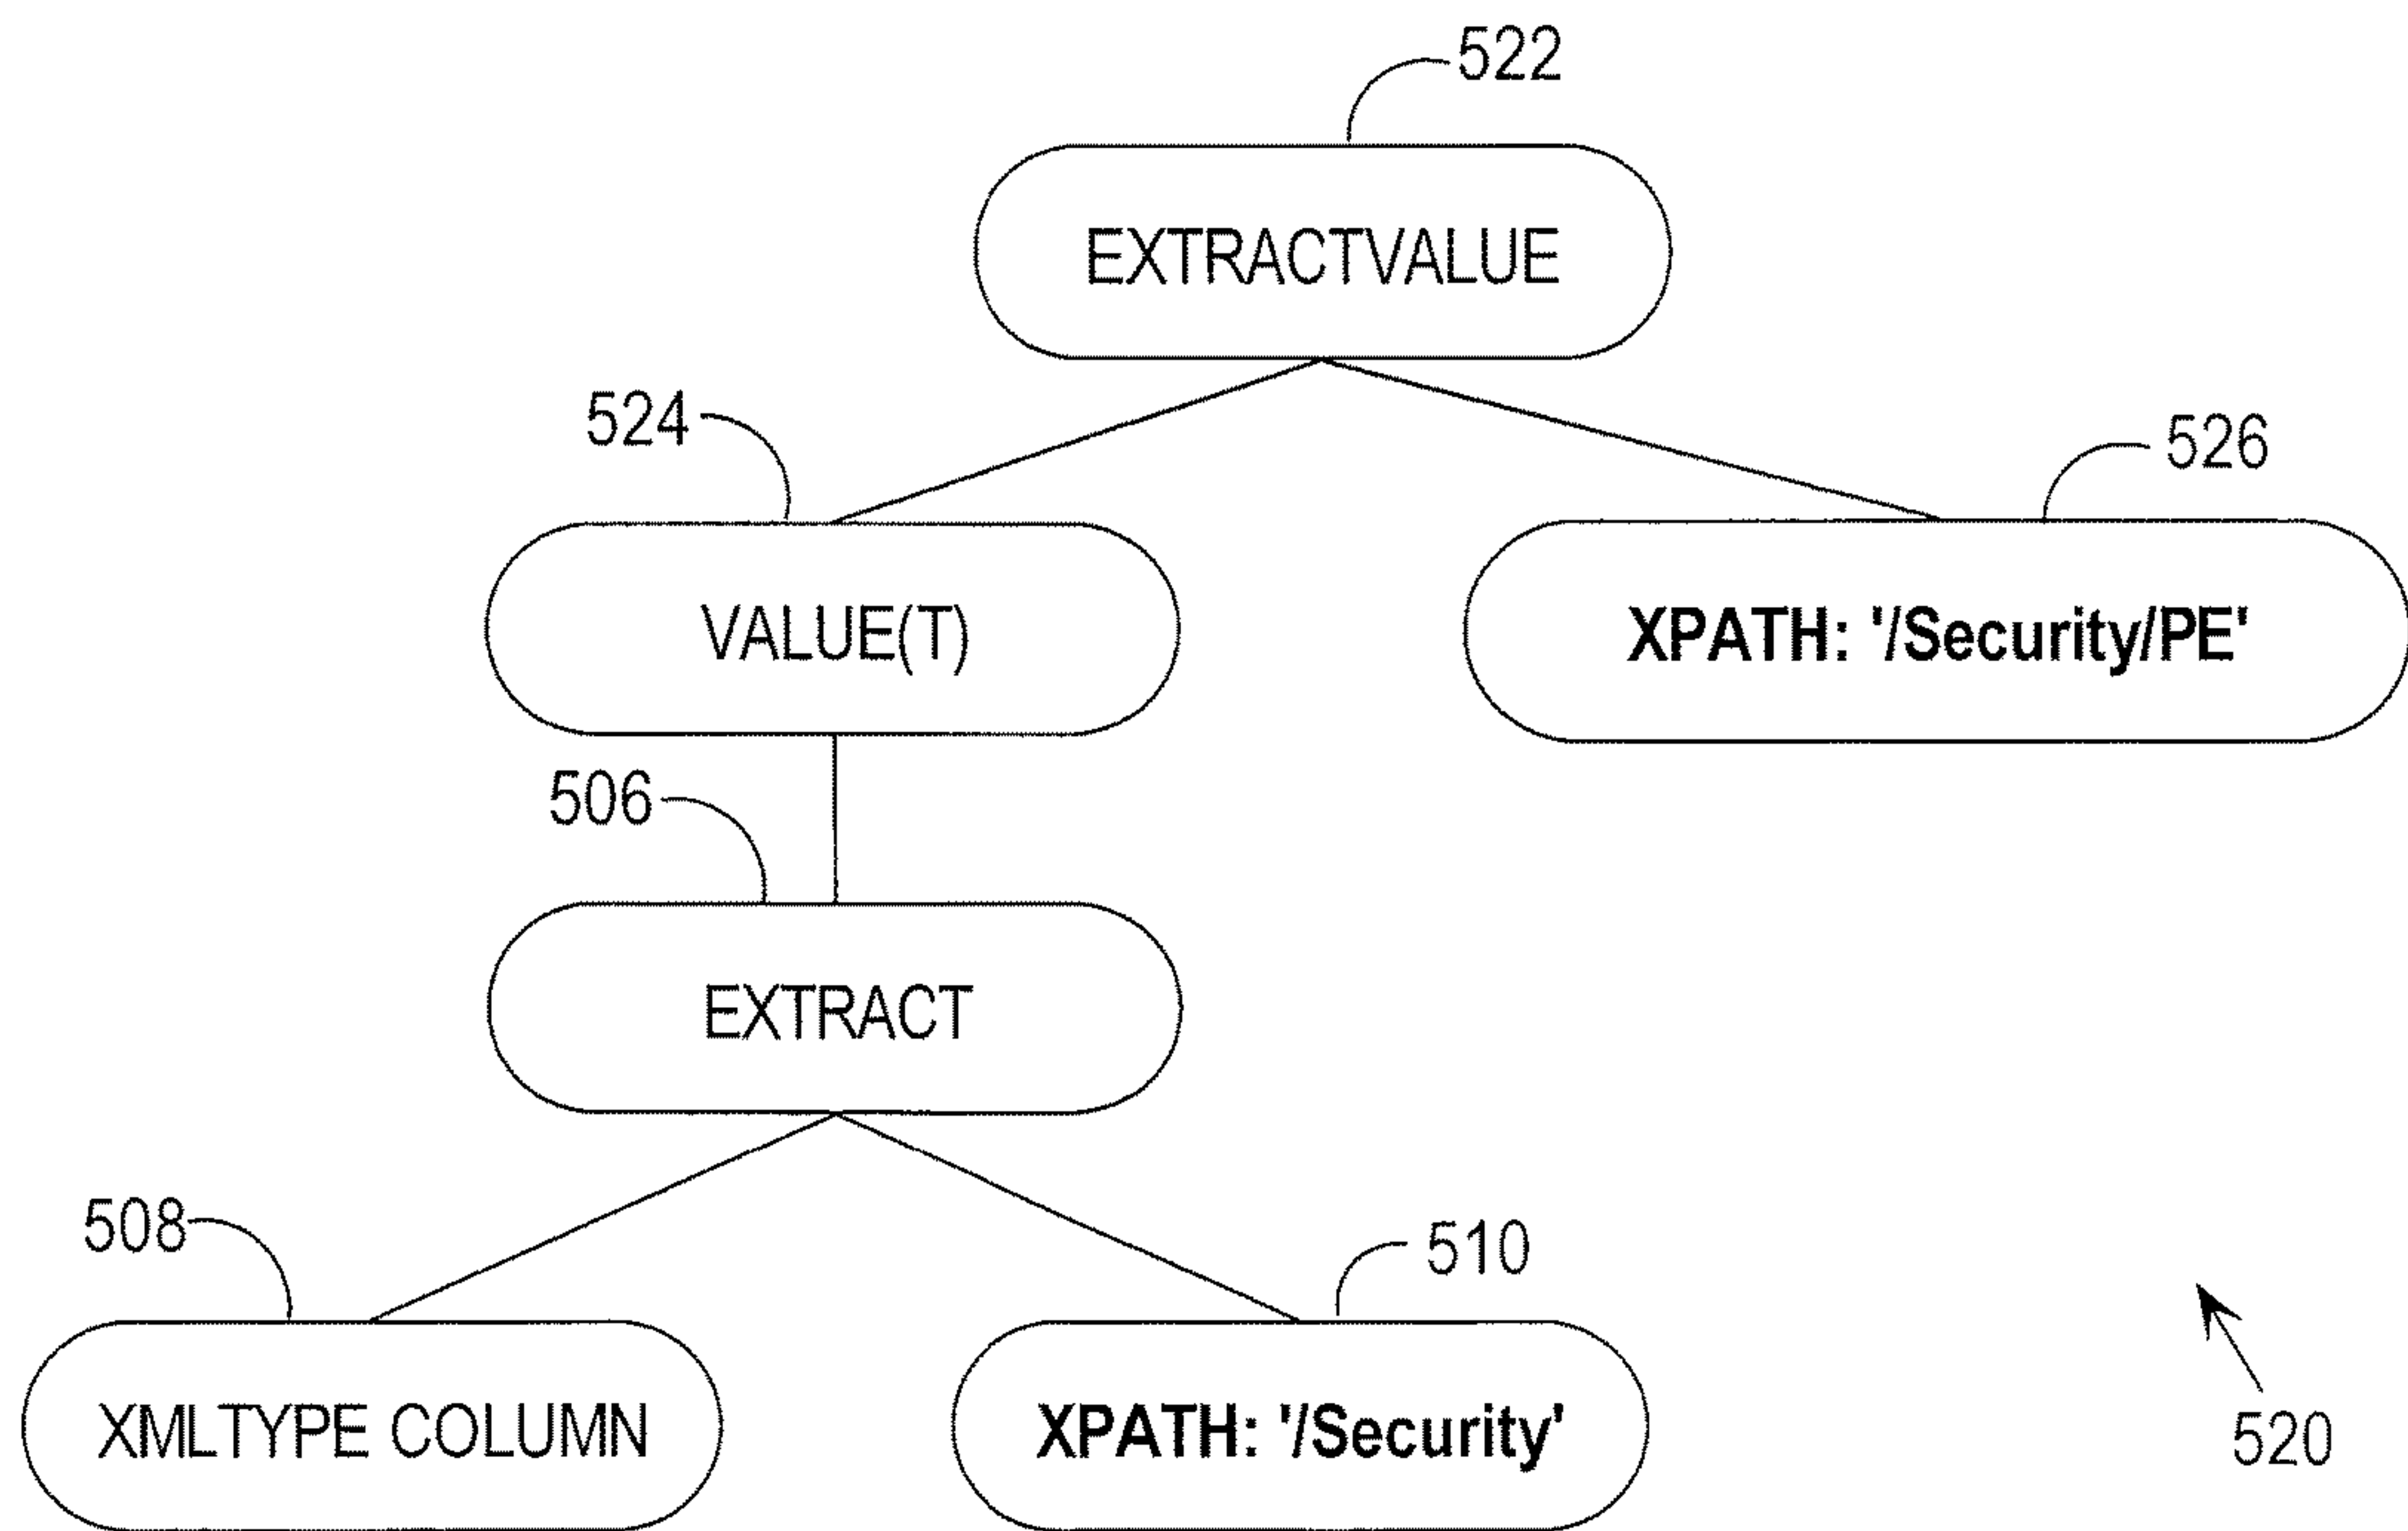 522
EXTRACTVALUE
524
526
VALUE(T)
XPATH: '/Security/PE'
506
EXTRACT
508
510
XMLTYPE COLUMN
XPATH: '/Security'
520